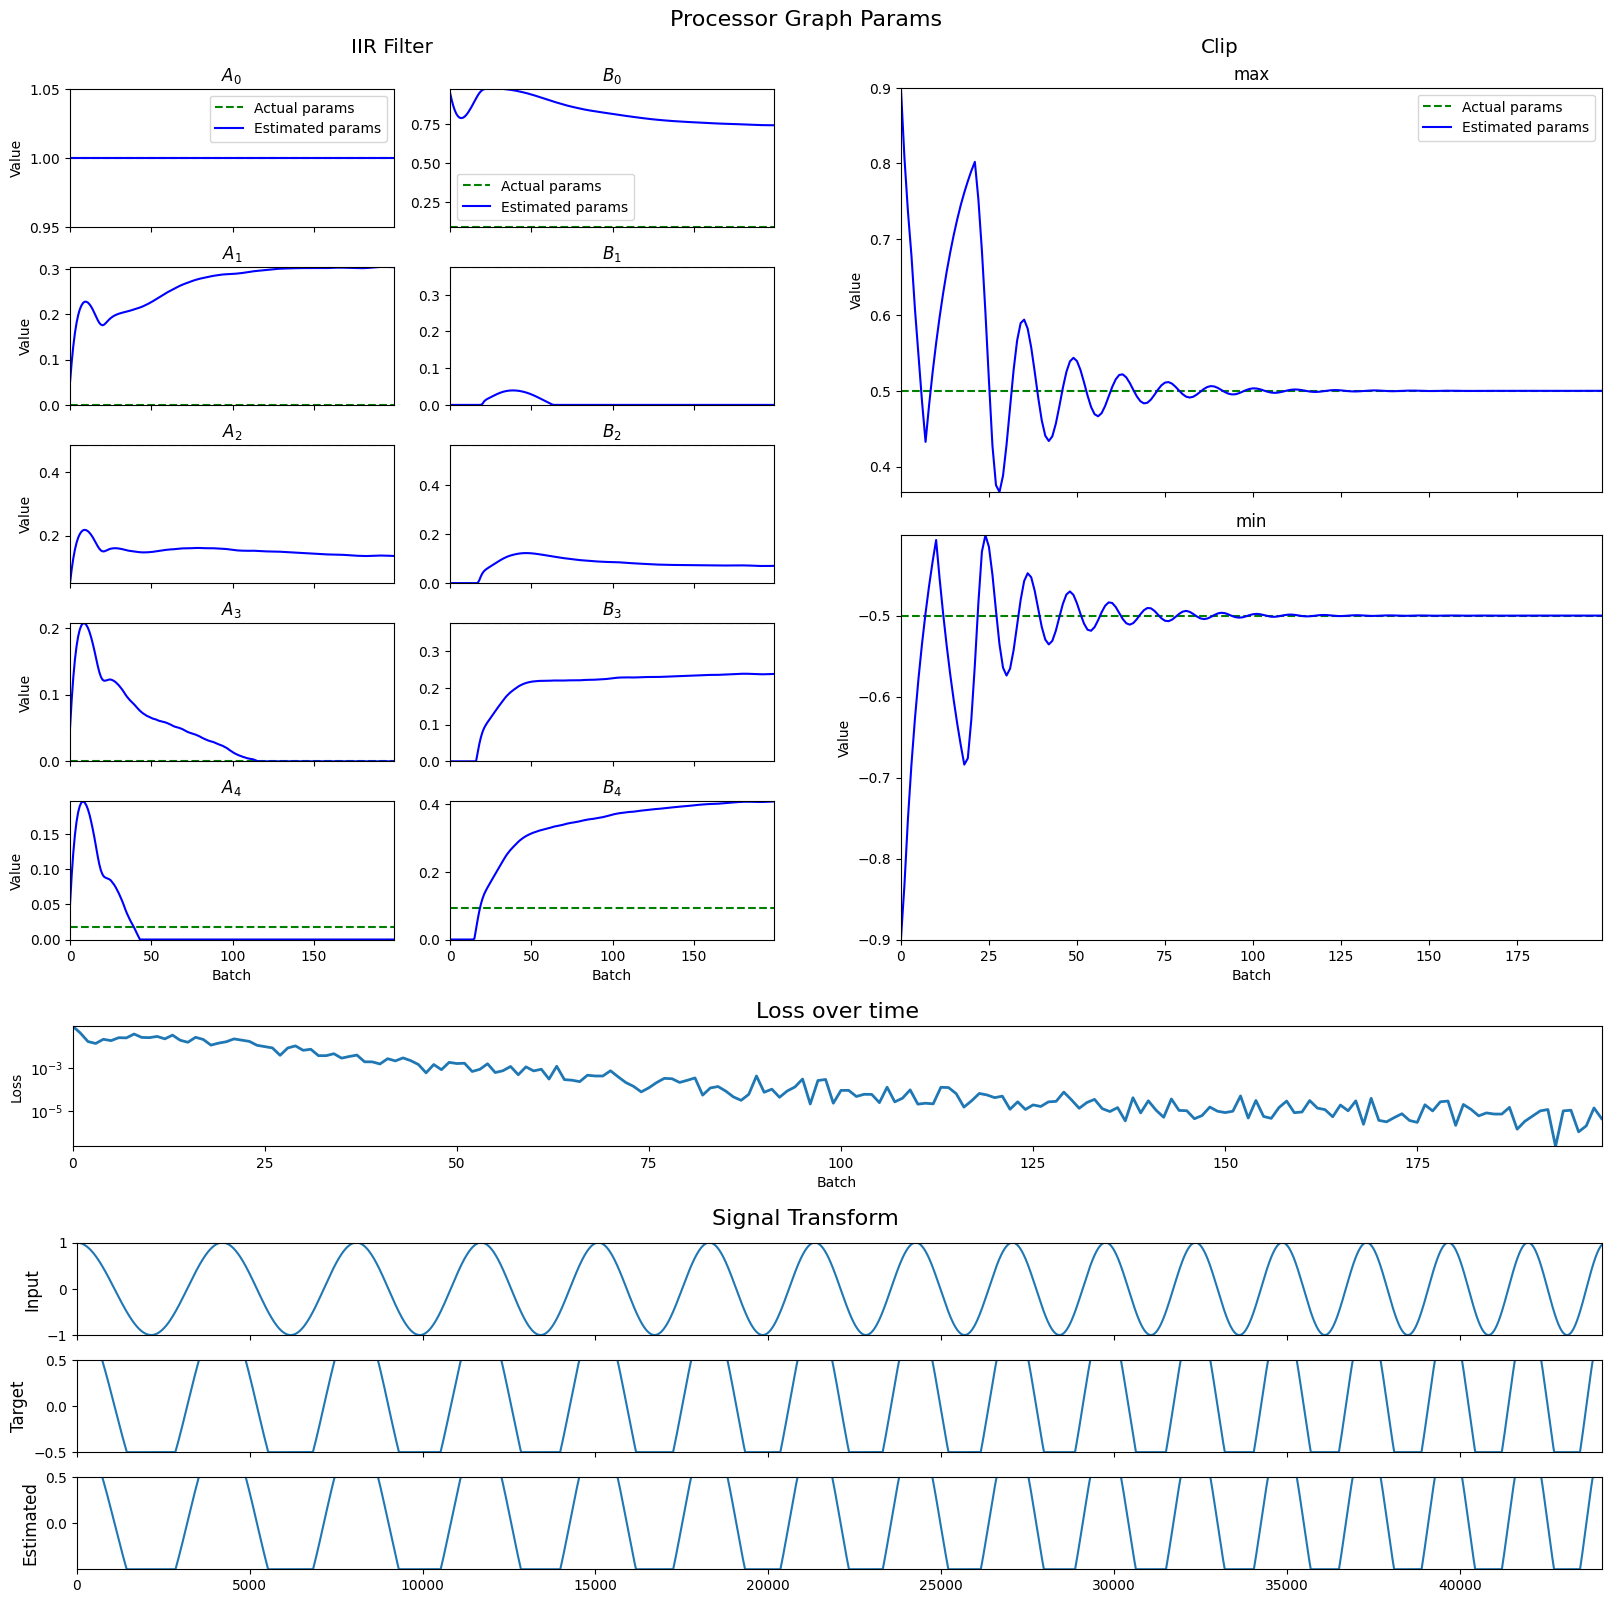 Processor Graph Params
IIR Filter
Clip
A0
1.05
1.00
0.95
Value
Actual params
Estimated params
B0
0.75
0.50
0.25
Actual params
Estimated params
A1
0.3
0.2
0.1
0.0
Value
B1
0.3
0.2
0.1
0.0
A2
0.4
0.2
Value
B2
0.4
0.2
0.0
A3
0.2
0.1
0.0
Value
B3
0.3
0.2
0.1
0.0
A4
0.15
0.10
0.05
0.00
Value
0 50 100 150
Batch
B4
0.4
0.2
0.0
0 50 100 150
Batch
max
0.9
0.8
0.7
0.6
0.5
0.4
Value
Actual params
Estimated params
min
−0.5
−0.6
−0.7
−0.8
−0.9
Value
0 25 50 75 100 125 150 175
Batch
Loss over time
10−3
10−5
Loss
0 25 50 75 100 125 150 175
Batch
Signal Transform
1
0
−1
Input
0.5
0.0
−0.5
Target
0.5
0.0
Estimated
0 5000 10000 15000 20000 25000 30000 35000 40000